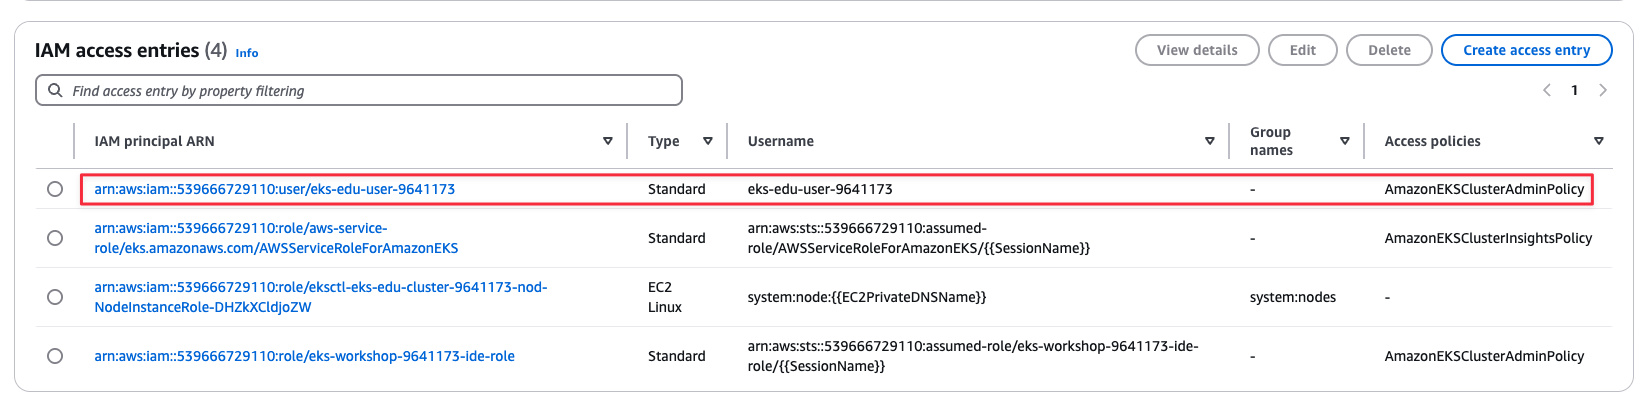 IAM access entries (4) Info
View details
Edit
Delete
Create access entry
Find access entry by property filtering
1
IAM principal ARN
Type
Username
Group
names
Access policies
arn:aws:iam::539666729110:user/eks-edu-user-9641173
Standard
eks-edu-user-9641173
-
AmazonEKSClusterAdminPolicy
arn:aws:iam::539666729110:role/aws-service-
role/eks.amazonaws.com/AWSServiceRoleForAmazonEKS
Standard
arn:aws:sts::539666729110:assumed-
role/AWSServiceRoleForAmazonEKS/{{SessionName}}
-
AmazonEKSClusterInsightsPolicy
arn:aws:iam::539666729110:role/eksctl-eks-edu-cluster-9641173-nod-
NodeInstanceRole-DHZkXCldjoZW
EC2
Linux
system:node:{{EC2PrivateDNSName}}
system:nodes
-
arn:aws:iam::539666729110:role/eks-workshop-9641173-ide-role
Standard
arn:aws:sts::539666729110:assumed-role/eks-workshop-9641173-ide-
role/{{SessionName}}
-
AmazonEKSClusterAdminPolicy